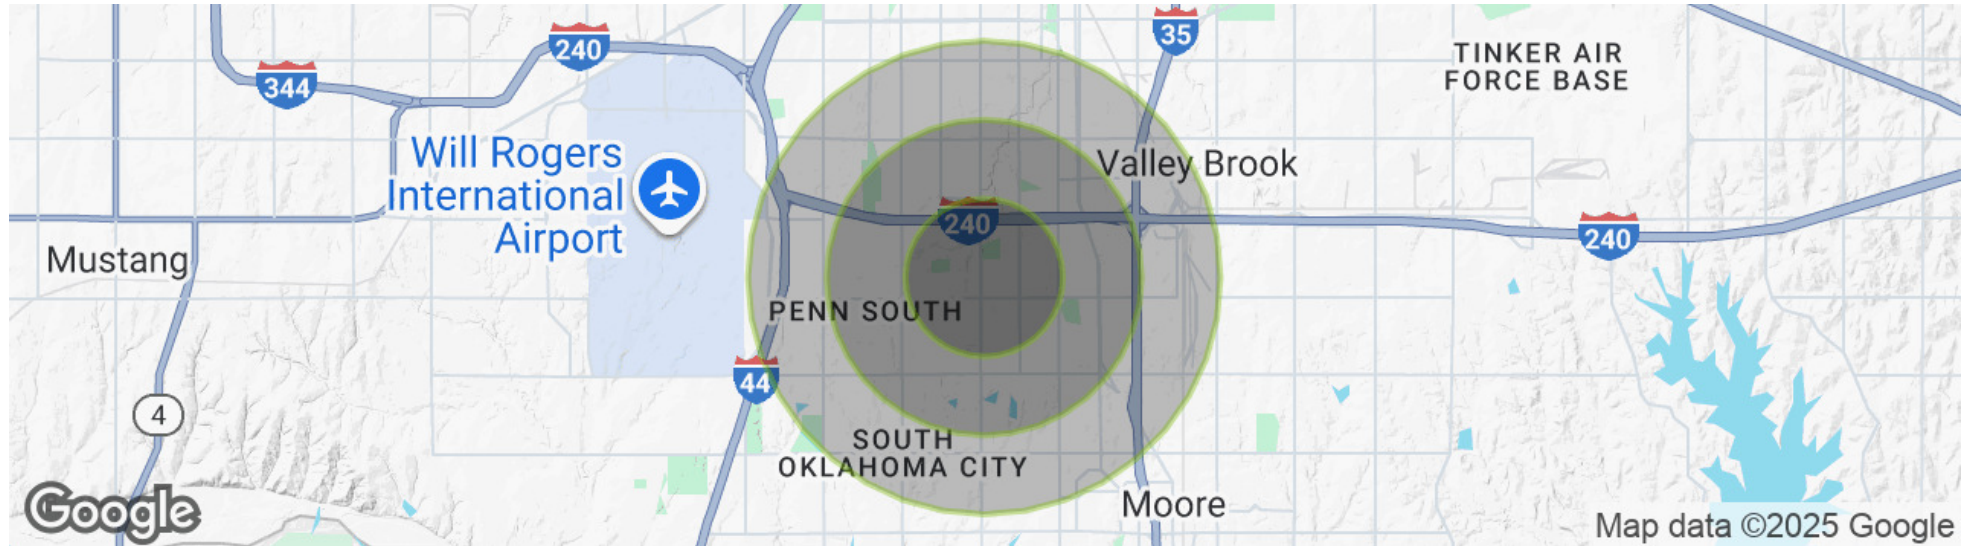 240
35
TINKER AIR
FORCE BASE
344
Will Rogers
International
Airport
Valley Brook
240
240
Mustang
PENN SOUTH
44
4
SOUTH
OKLAHOMA CITY
Moore
Google
Map data ©2025 Google